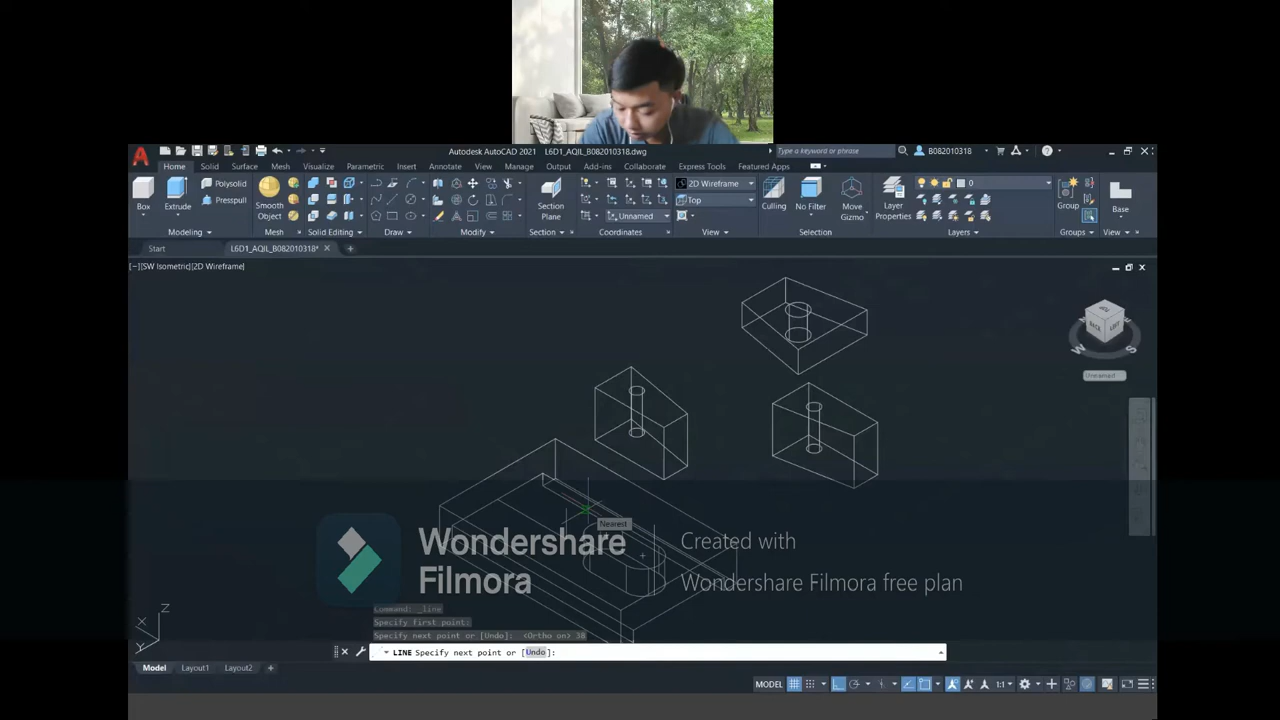 Autodesk AutoCAD 2021 L6D1_AQIL_B082010318.dwg
Type a keyword or phrase
B082010318
Home Solid Surface Mesh Visualize Parametric Insert Annotate View Manage Output Add-ins Collaborate Express Tools Featured Apps
Polysolid
Presspull
Box
Extrude
Smooth
Object
Section
Plane
Unnamed
2D Wireframe
Top
Culling
No Filter
Move
Gizmo
Layer
Properties
0
Group
Base
Modeling
Mesh
Draw
Modify
Section
Coordinates
View
Selection
Layers
Groups
View
Start
L6D1_AQIL_B082010318*
[−][SW Isometric][2D Wireframe]
BACK
LEFT
W
S
Unnamed
Nearest
Wondershare
Filmora
Created with
Wondershare Filmora free plan
Z
X
Y
Command: _line
Specify first point:
Specify next point or [Undo]: <Ortho on> 38
LINE Specify next point or [Undo]:
Model
Layout1
Layout2
MODEL
1:1